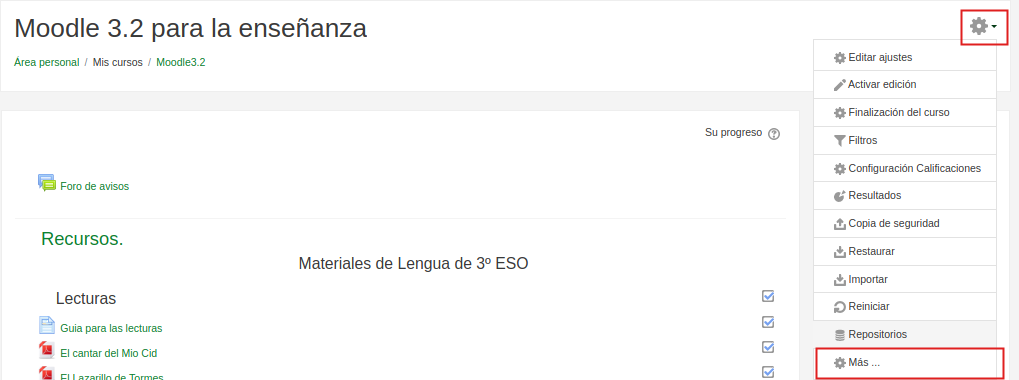 Moodle 3.2 para la enseñanza
Área personal / Mis cursos / Moodle3.2
Editar ajustes
Activar edición
Finalización del curso
Filtros
Configuración Calificaciones
Resultados
Copia de seguridad
Restaurar
Importar
Reiniciar
Repositorios
Más ...
Su progreso
Foro de avisos
Recursos.
Materiales de Lengua de 3º ESO
Lecturas
Guia para las lecturas
El cantar del Mio Cid
El Lazarillo de Tormes